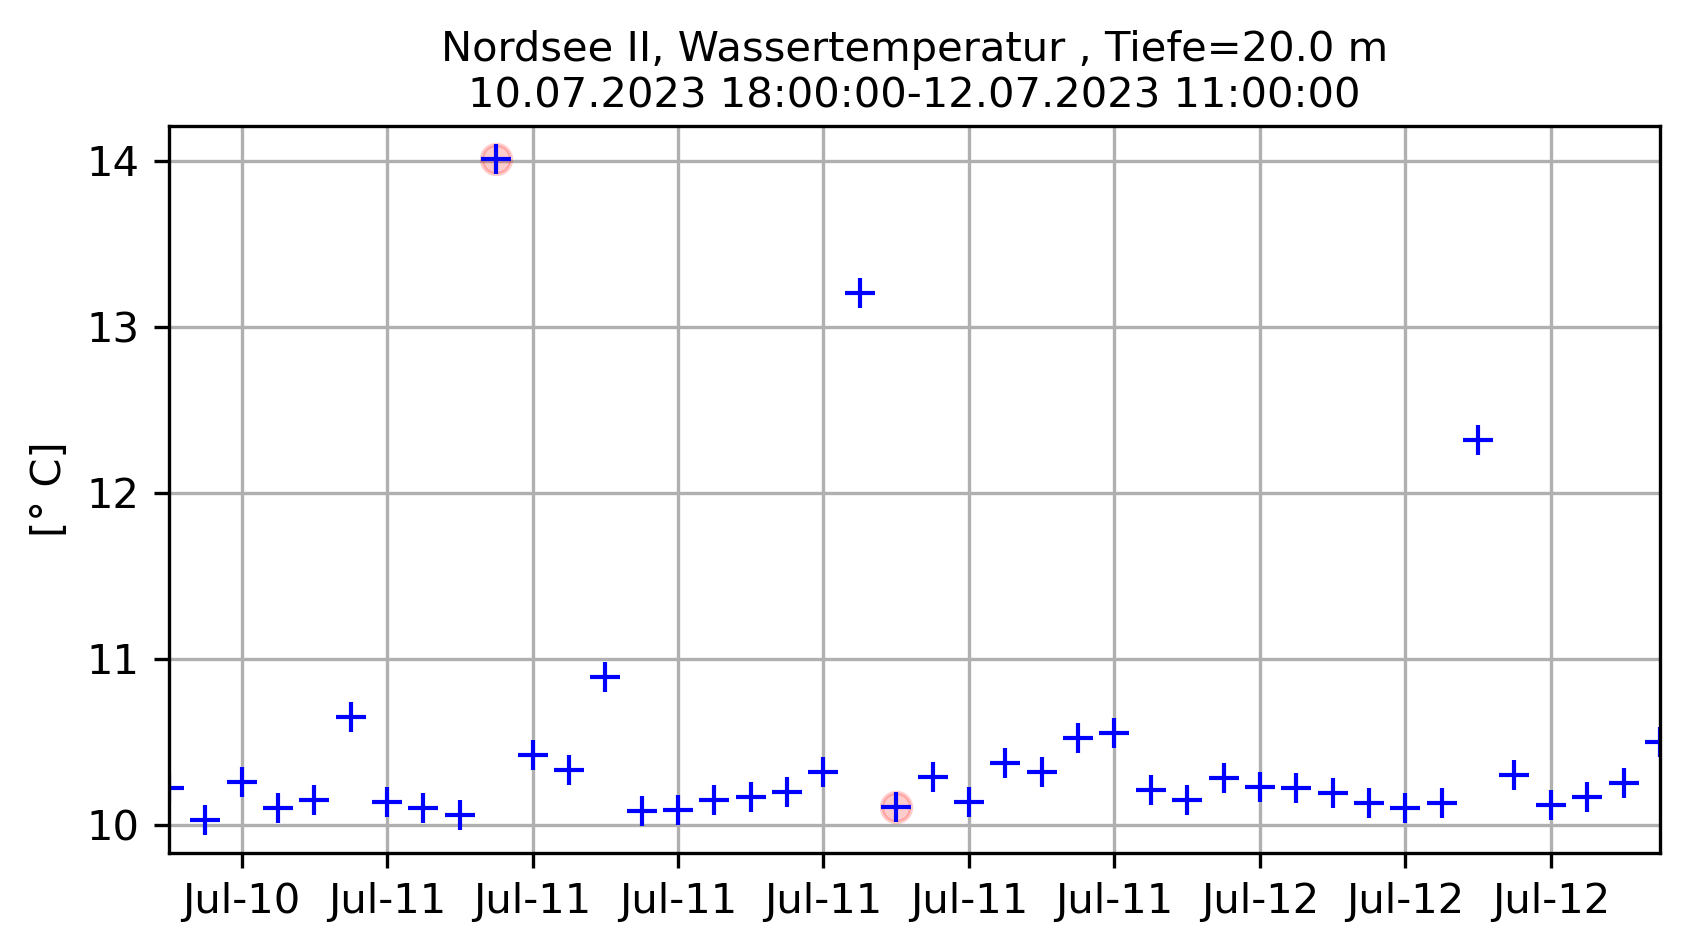 Nordsee II, Wassertemperatur , Tiefe=20.0 m
10.07.2023 18:00:00-12.07.2023 11:00:00
14
13
12
11
10
[° C]
Jul-10 Jul-11 Jul-11 Jul-11 Jul-11 Jul-11 Jul-11 Jul-12 Jul-12 Jul-12